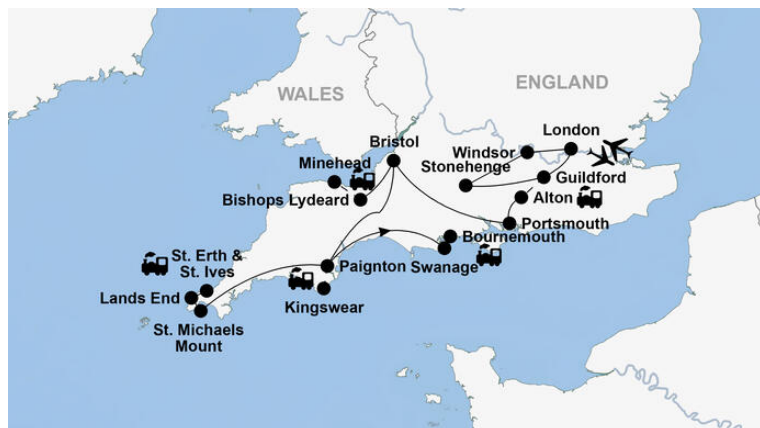 ENGLAND
WALES
London
Bristol
Windsor
Minehead
Stonehenge
Guildford
Bishops Lydeard
Alton
Portsmouth
Bournemouth
St. Erth &
St. Ives
Paignton
Swanage
Lands End
Kingswear
St. Michaels
Mount